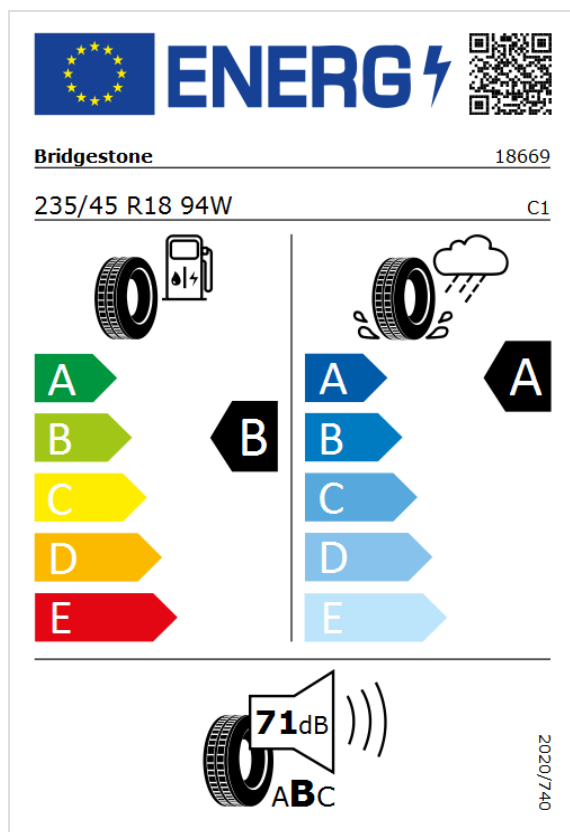 ENERG
Bridgestone 18669
235/45 R18 94W C1
A A
B B
C
D
E
A A
B
C
D
E
71dB
ABC
2020/740